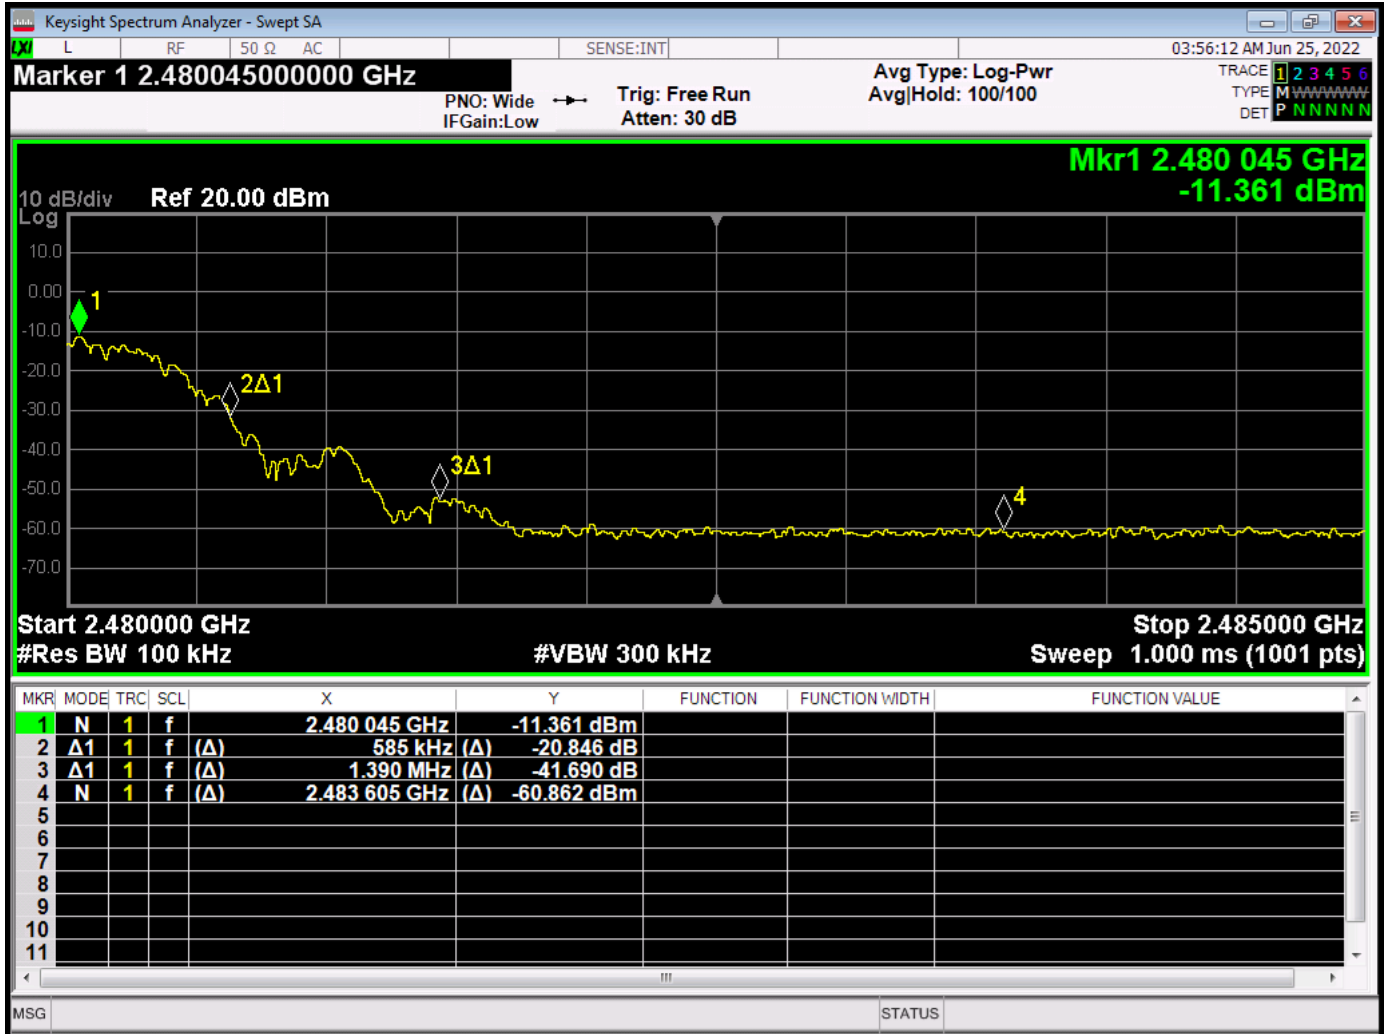 Keysight Spectrum Analyzer - Swept SA
LXI L RF 50 Ω AC SENSE:INT 03:56:12 AM Jun 25, 2022
Marker 1 2.480045000000 GHz
PNO: Wide
IFGain:Low
Trig: Free Run
Atten: 30 dB
Avg Type: Log-Pwr
Avg|Hold: 100/100
TRACE 1 2 3 4 5 6
TYPE M WWWWW
DET P N N N N N
Mkr1 2.480 045 GHz
-11.361 dBm
10 dB/div Ref 20.00 dBm
Log
10.0
0.00
-10.0
-20.0
-30.0
-40.0
-50.0
-60.0
-70.0
1
2Δ1
3Δ1
4
Start 2.480000 GHz Stop 2.485000 GHz
#Res BW 100 kHz #VBW 300 kHz Sweep 1.000 ms (1001 pts)
MKR MODE TRC SCL X Y FUNCTION FUNCTION WIDTH FUNCTION VALUE
1 N 1 f 2.480 045 GHz -11.361 dBm
2 Δ1 1 f (Δ) 585 kHz (Δ) -20.846 dB
3 Δ1 1 f (Δ) 1.390 MHz (Δ) -41.690 dB
4 N 1 f (Δ) 2.483 605 GHz (Δ) -60.862 dBm
5
6
7
8
9
10
11
MSG STATUS